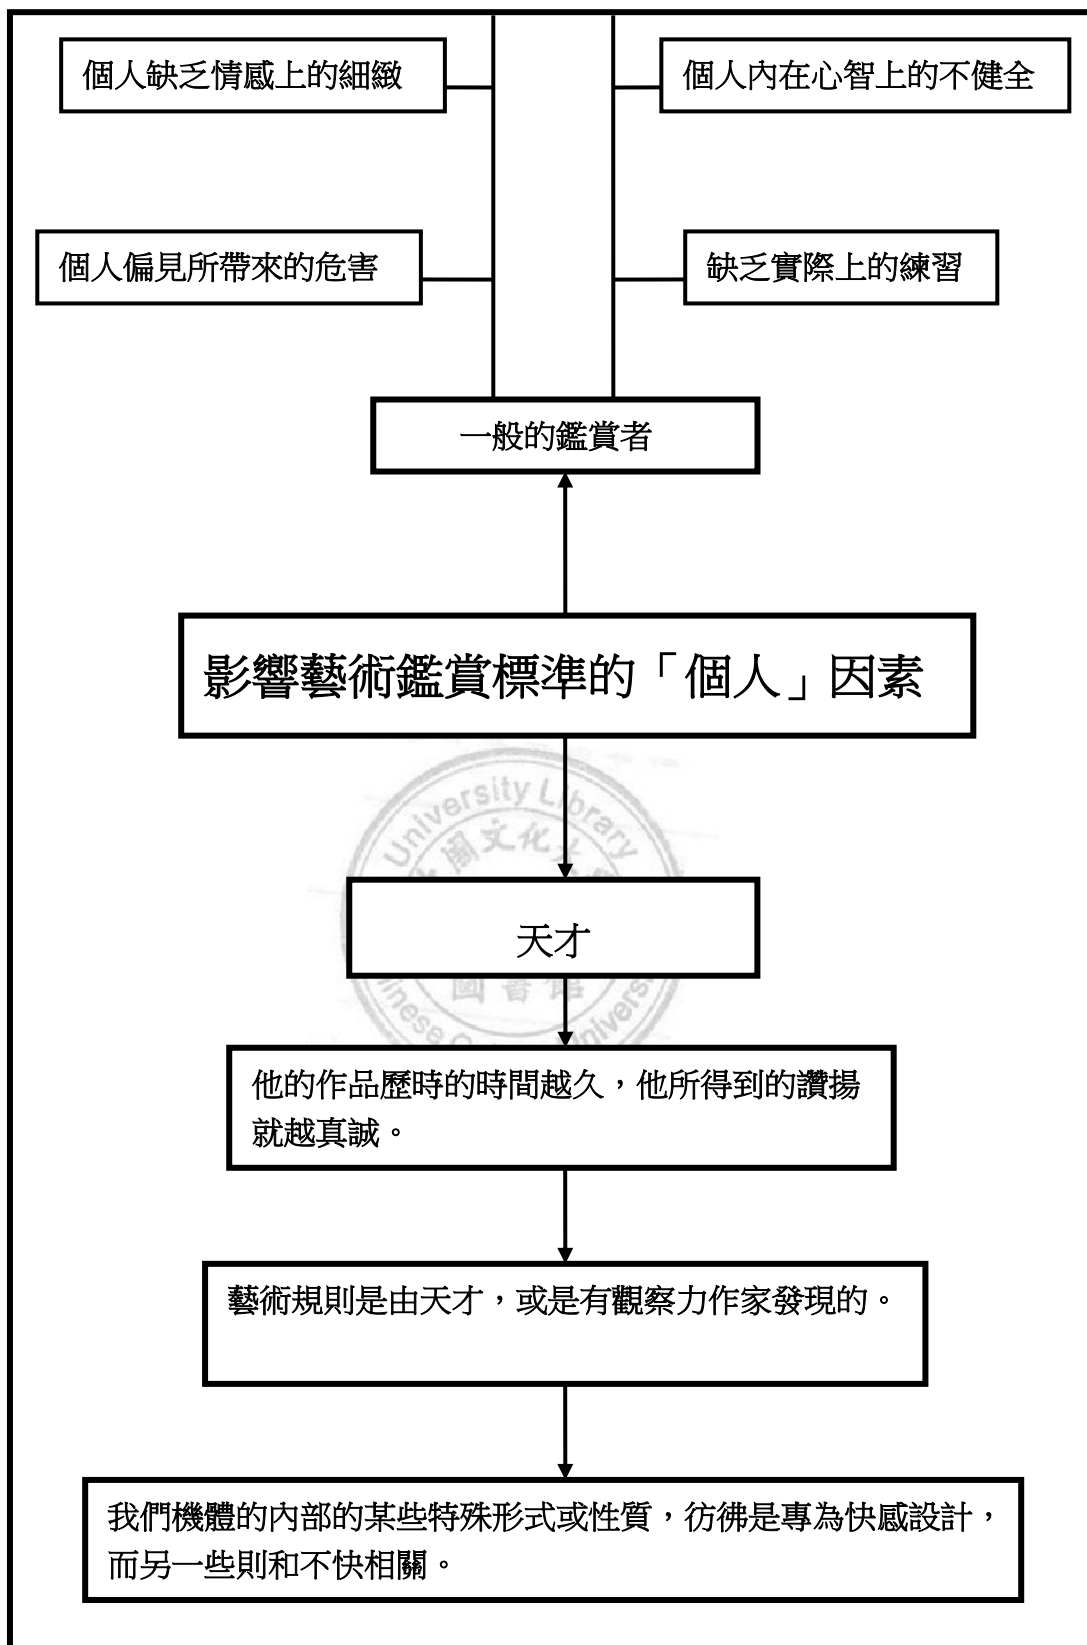 個人缺乏情感上的細緻
個人內在心智上的不健全
個人偏見所帶來的危害
缺乏實際上的練習
一般的鑑賞者
影響藝術鑑賞標準的「個人」因素
University Library
文化
天才
圖書館
他的作品歷時的時間越久，他所得到的讚揚
就越真誠。
藝術規則是由天才，或是有觀察力作家發現的。
我們機體的內部的某些特殊形式或性質，彷彿是專為快感設計，
而另一些則和不快相關。